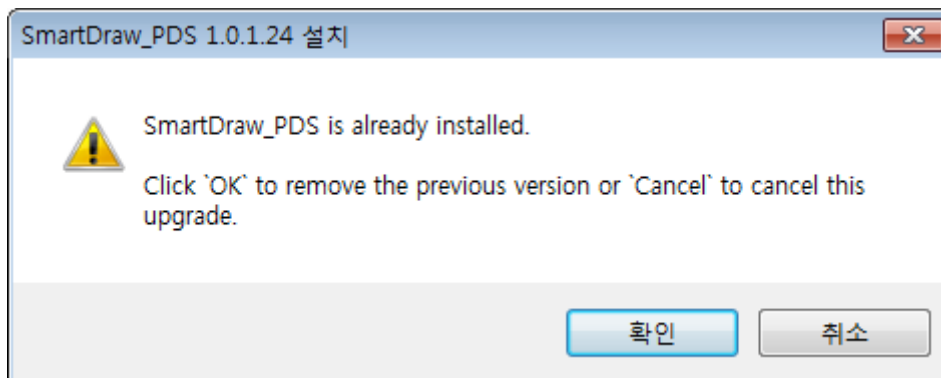 SmartDraw_PDS 1.0.1.24 설치
SmartDraw_PDS is already installed.
Click `OK` to remove the previous version or `Cancel` to cancel this
upgrade.
확인
취소